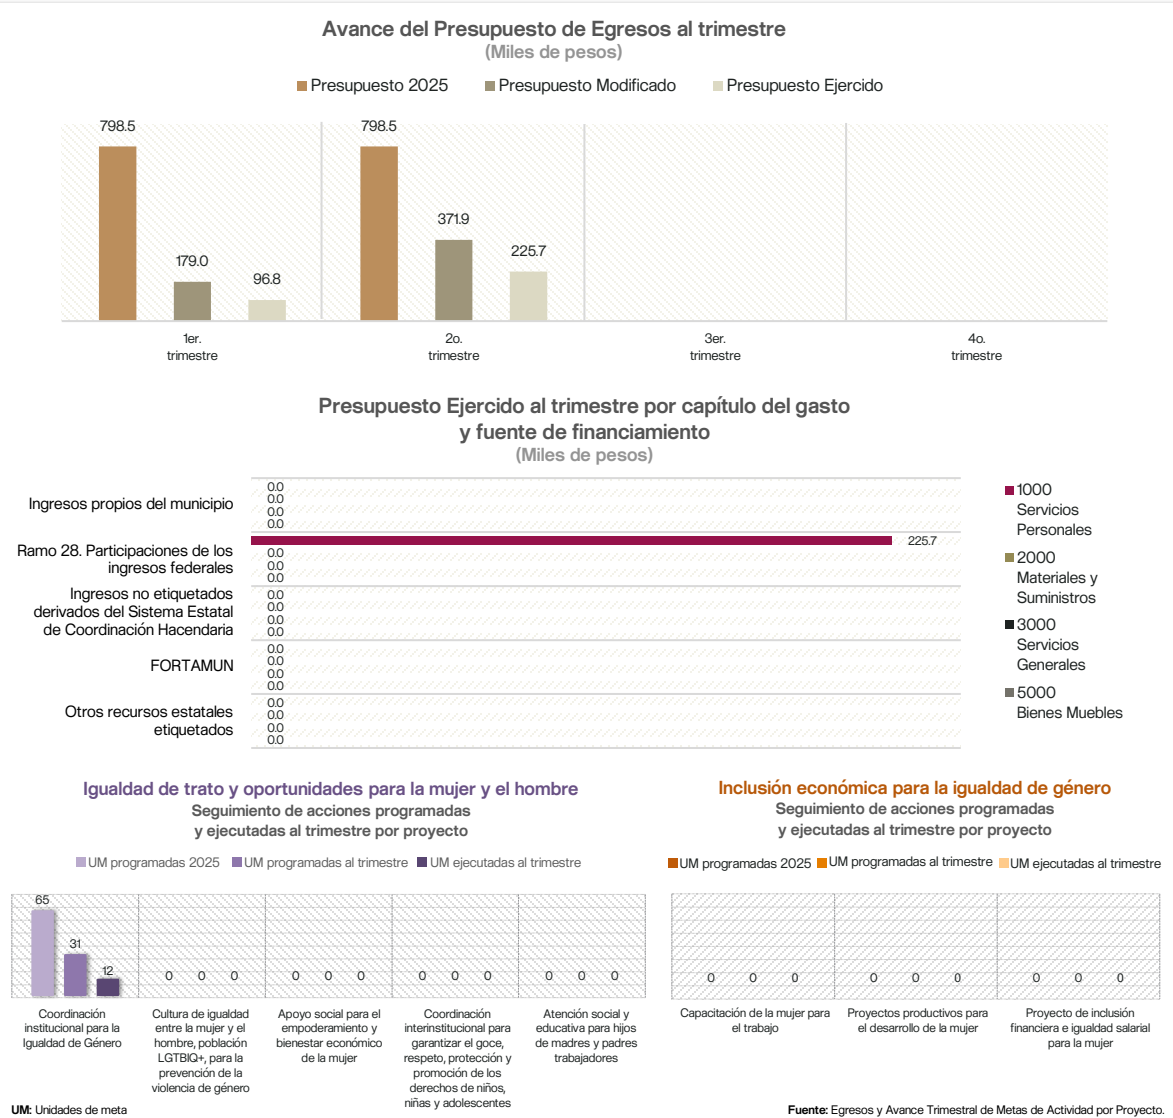 Avance del Presupuesto de Egresos al trimestre
(Miles de pesos)
Presupuesto 2025 Presupuesto Modificado Presupuesto Ejercido
798.5 798.5
371.9
179.0 225.7
96.8
1er. 2o. 3er. 4o.
trimestre trimestre trimestre trimestre
Presupuesto Ejercido al trimestre por capítulo del gasto
y fuente de financiamiento
(Miles de pesos)
Ingresos propios del municipio
0.0
0.0
0.0
0.0
Ramo 28. Participaciones de los
ingresos federales
225.7
0.0
0.0
0.0
Ingresos no etiquetados
derivados del Sistema Estatal
de Coordinación Hacendaria
0.0
0.0
0.0
0.0
FORTAMUN
0.0
0.0
0.0
0.0
Otros recursos estatales
etiquetados
0.0
0.0
0.0
0.0
1000
Servicios
Personales
2000
Materiales y
Suministros
3000
Servicios
Generales
5000
Bienes Muebles
Igualdad de trato y oportunidades para la mujer y el hombre
Seguimiento de acciones programadas
y ejecutadas al trimestre por proyecto
UM programadas 2025 UM programadas al trimestre UM ejecutadas al trimestre
65
31
12
0 0 0 0 0 0 0 0 0 0 0 0
Coordinación
institucional para la
Igualdad de Género
Cultura de igualdad
entre la mujer y el
hombre, población
LGTBIQ+, para la
prevención de la
violencia de género
Apoyo social para el
empoderamiento y
bienestar económico
de la mujer
Coordinación
interinstitucional para
garantizar el goce,
respeto, protección y
promoción de los
derechos de niños,
niñas y adolescentes
Atención social y
educativa para hijos
de madres y padres
trabajadores
UM: Unidades de meta
Inclusión económica para la igualdad de género
Seguimiento de acciones programadas
y ejecutadas al trimestre por proyecto
UM programadas 2025 UM programadas al trimestre UM ejecutadas al trimestre
0 0 0 0 0 0 0 0 0
Capacitación de la mujer para
el trabajo
Proyectos productivos para
el desarrollo de la mujer
Proyecto de inclusión
financiera e igualdad salarial
para la mujer
Fuente: Egresos y Avance Trimestral de Metas de Actividad por Proyecto.